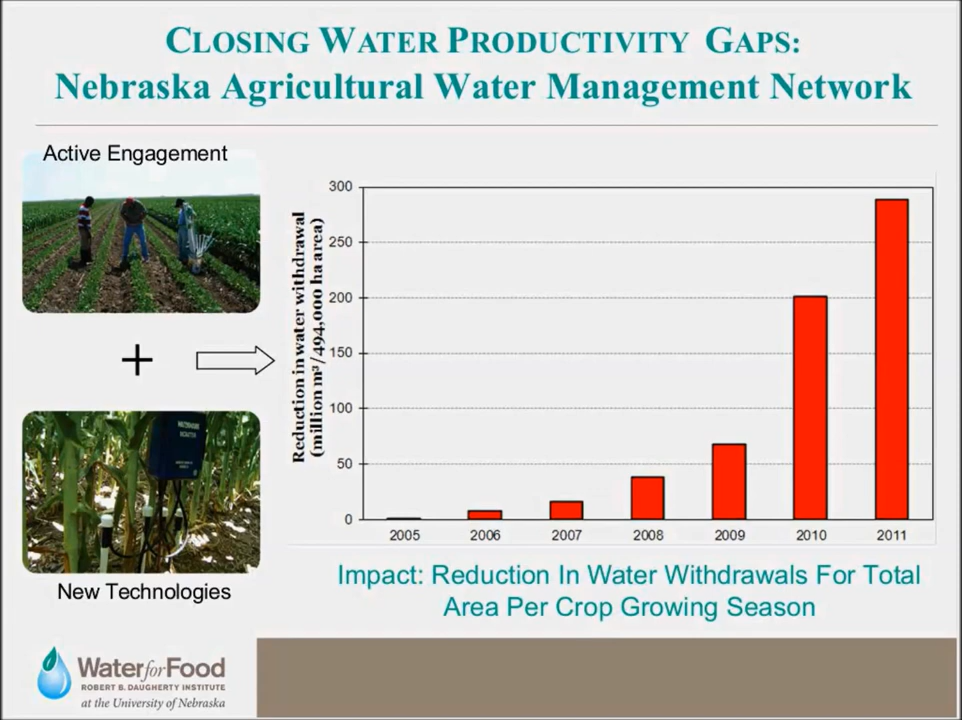 CLOSING WATER PRODUCTIVITY GAPS:
Nebraska Agricultural Water Management Network
Active Engagement
+
New Technologies
Reduction in water withdrawal
(million m³/494,000 ha area)
300
250
200
150
100
50
0
2005 2006 2007 2008 2009 2010 2011
Impact: Reduction In Water Withdrawals For Total
Area Per Crop Growing Season
WaterforFood
ROBERT B. DAUGHERTY INSTITUTE
at the University of Nebraska